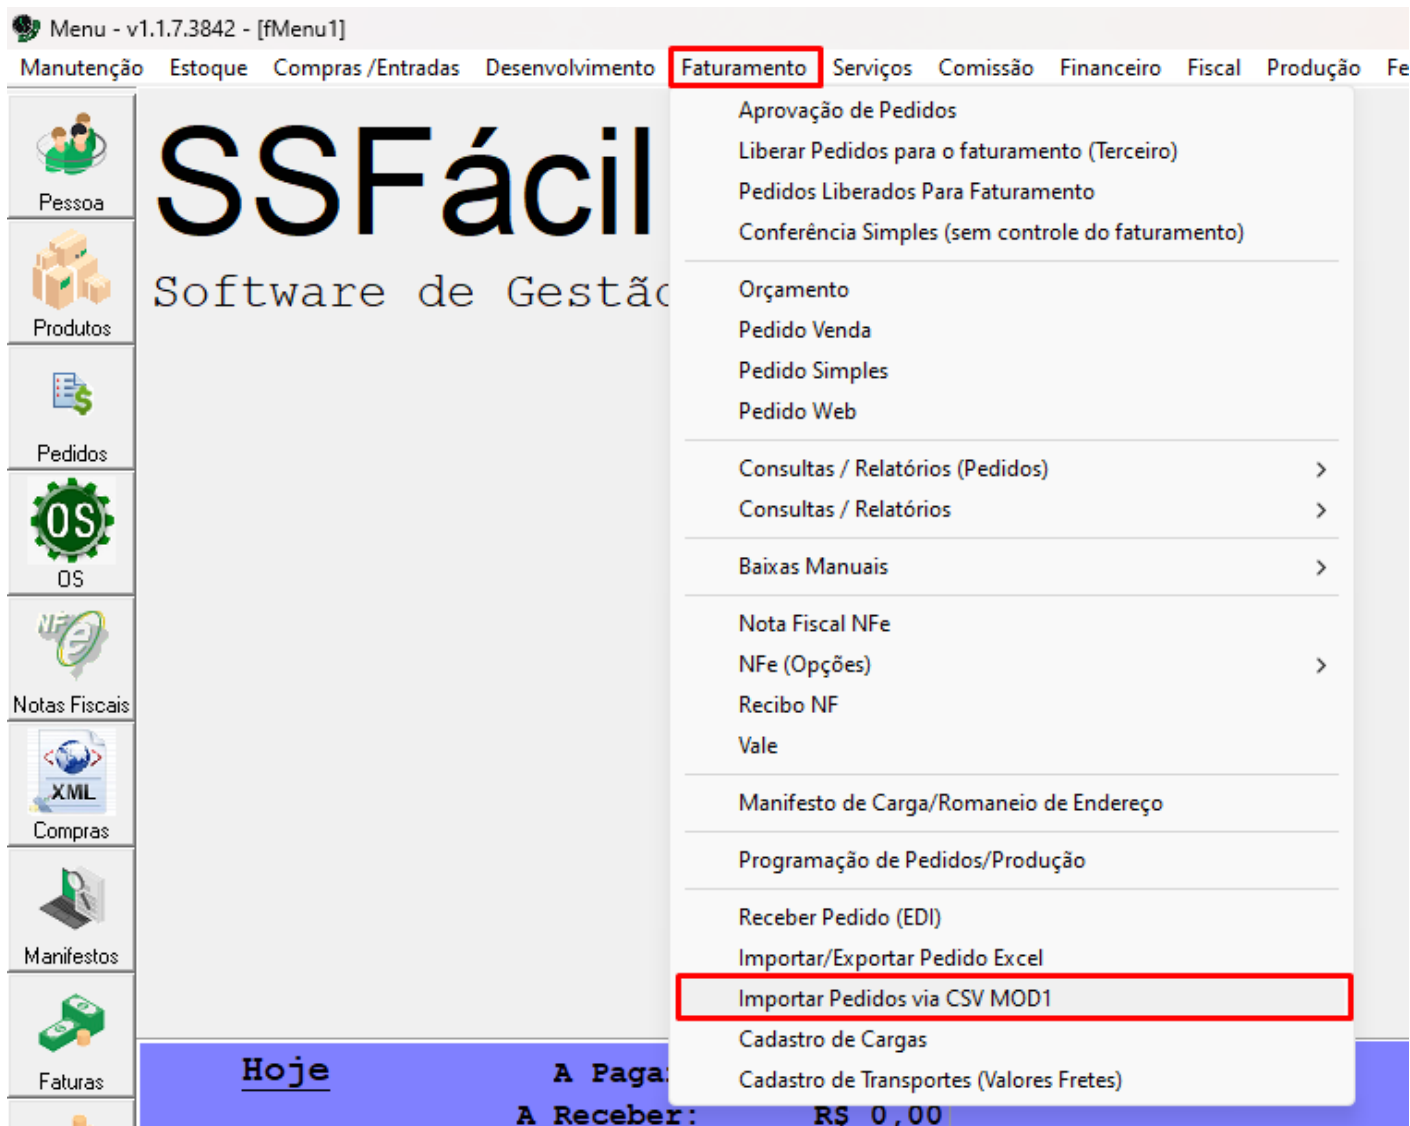 Menu - v1.1.7.3842 - [fMenu1]
Manutenção Estoque Compras /Entradas Desenvolvimento Faturamento Serviços Comissão Financeiro Fiscal Produção Fe
SSFácil
Software de Gestão
Pessoa
Produtos
Pedidos
OS
OS
NFe
Notas Fiscais
XML
Compras
Manifestos
Faturas
Aprovação de Pedidos
Liberar Pedidos para o faturamento (Terceiro)
Pedidos Liberados Para Faturamento
Conferência Simples (sem controle do faturamento)
Orçamento
Pedido Venda
Pedido Simples
Pedido Web
Consultas / Relatórios (Pedidos)
Consultas / Relatórios
Baixas Manuais
Nota Fiscal NFe
NFe (Opções)
Recibo NF
Vale
Manifesto de Carga/Romaneio de Endereço
Programação de Pedidos/Produção
Receber Pedido (EDI)
Importar/Exportar Pedido Excel
Importar Pedidos via CSV MOD1
Cadastro de Cargas
Cadastro de Transportes (Valores Fretes)
Hoje
A Paga
A Receber: R$ 0,00